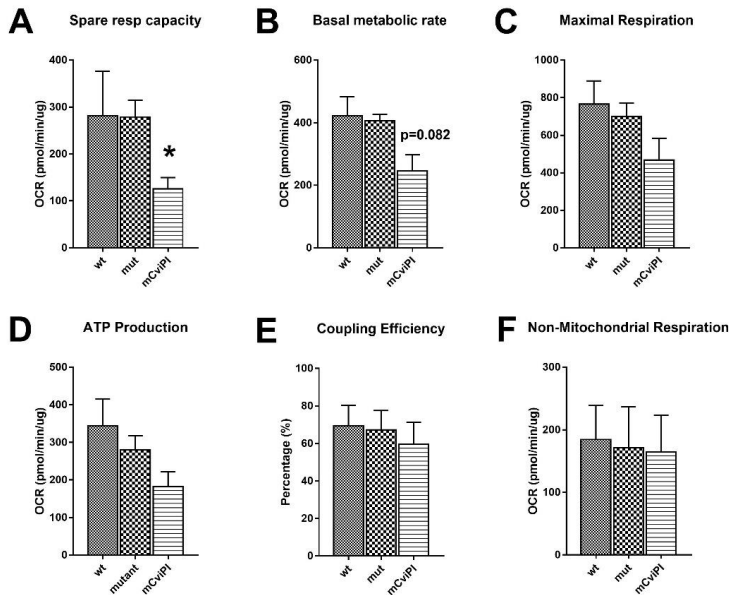 A Spare resp capacity
OCR (pmol/min/ug)
400
300
200
100
0
*
wt
mut
mCviPI
B Basal metabolic rate
OCR (pmol/min/ug)
600
400
200
0
p=0.082
wt
mut
mCviPI
C Maximal Respiration
OCR (pmol/min/ug)
1000
800
600
400
200
0
wt
mut
mCviPI
D ATP Production
OCR (pmol/min/ug)
500
400
300
200
100
0
wt
mutant
mCviPI
E Coupling Efficiency
Percentage (%)
100
80
60
40
20
0
wt
mut
mCviPI
F Non-Mitochondrial Respiration
OCR (pmol/min/ug)
300
200
100
0
wt
mut
mCviPI